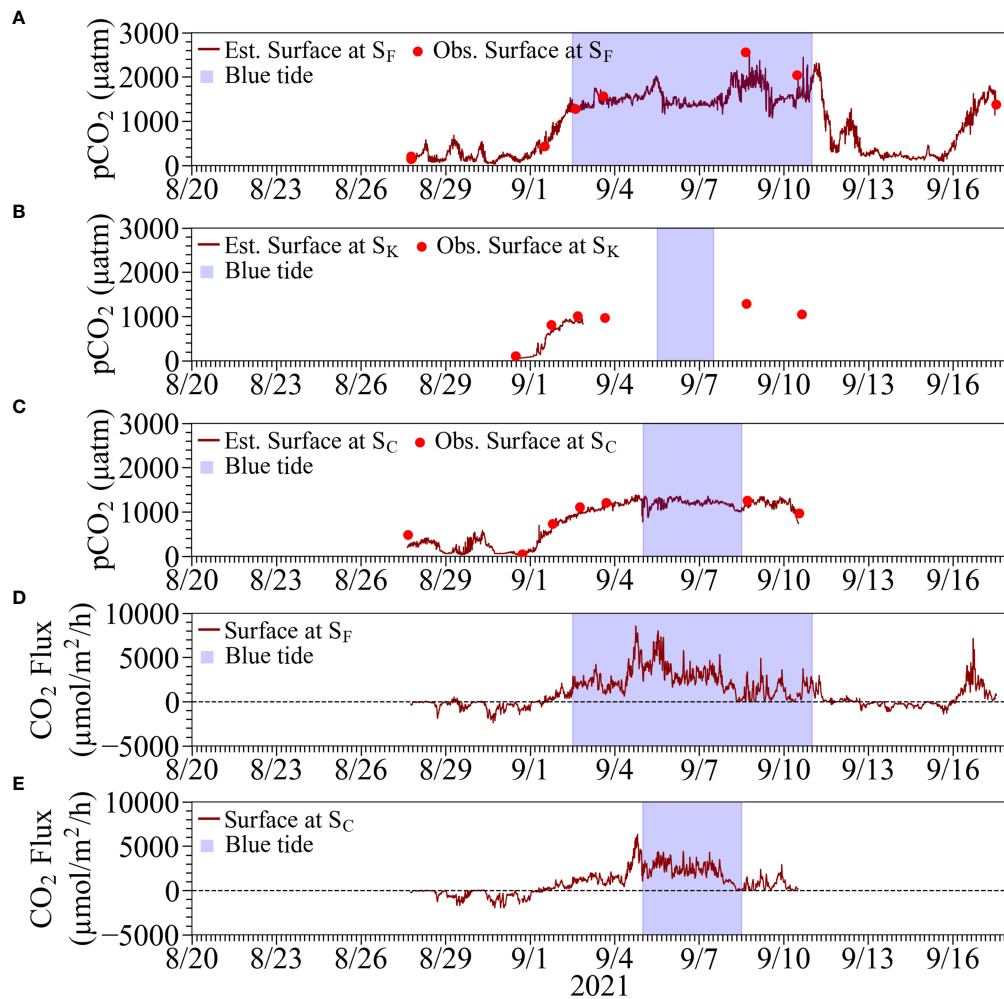 A
3000
2000
1000
0
pCO₂ (μatm)
Est. Surface at S_F Obs. Surface at S_F
Blue tide
8/20 8/23 8/26 8/29 9/1 9/4 9/7 9/10 9/13 9/16
B
3000
2000
1000
0
pCO₂ (μatm)
Est. Surface at S_K Obs. Surface at S_K
Blue tide
8/20 8/23 8/26 8/29 9/1 9/4 9/7 9/10 9/13 9/16
C
3000
2000
1000
0
pCO₂ (μatm)
Est. Surface at S_C Obs. Surface at S_C
Blue tide
8/20 8/23 8/26 8/29 9/1 9/4 9/7 9/10 9/13 9/16
D
10000
5000
0
−5000
CO₂ Flux
(μmol/m²/h)
Surface at S_F
Blue tide
8/20 8/23 8/26 8/29 9/1 9/4 9/7 9/10 9/13 9/16
E
10000
5000
0
−5000
CO₂ Flux
(μmol/m²/h)
Surface at S_C
Blue tide
8/20 8/23 8/26 8/29 9/1 9/4 9/7 9/10 9/13 9/16
2021